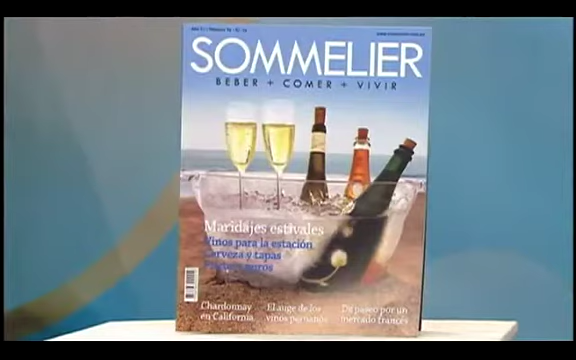 SOMMELIER
BEBER + COMER + VIVIR
Maridajes estivales
Vinos para la estación
Cerveza y tapas
Chardonnay
en California
El auge de los
vinos peruanos
De paseo por un
mercado francés